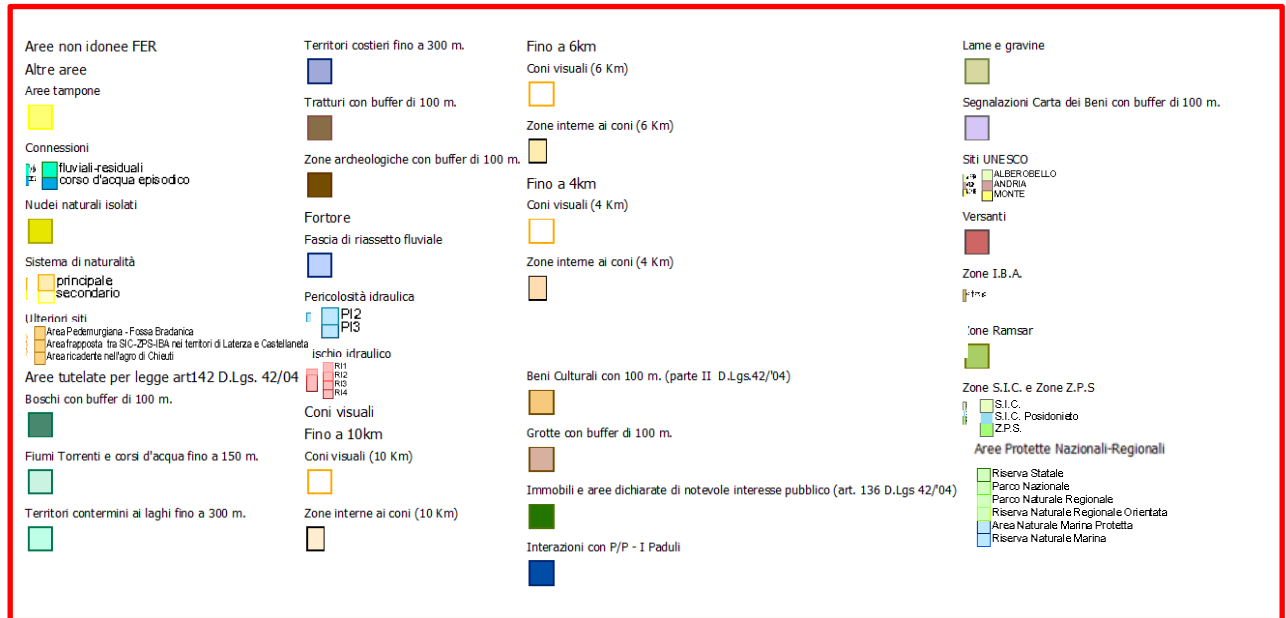 Aree non idonee FER
Altre aree
Aree tampone
Connessioni
fluviali-residuali
corso d'acqua episodico
Nuclei naturali isolati
Sistema di naturalità
principale
secondario
Ulteriori siti
Area Pedemurgiana - Fossa Bradanica
Area frapposta tra SIC-ZPS-IBA nei territori di Laterza e Castellaneta
Area ricadente nell'agro di Chieuti
Aree tutelate per legge art142 D.Lgs. 42/04
Boschi con buffer di 100 m.
Fiumi Torrenti e corsi d'acqua fino a 150 m.
Territori contermini ai laghi fino a 300 m.
Territori costieri fino a 300 m.
Tratturi con buffer di 100 m.
Zone archeologiche con buffer di 100 m.
Fortore
Fascia di riassetto fluviale
Pericolosità idraulica
PI2
PI3
ischio idraulico
RI1
RI2
RI3
RI4
Coni visuali
Fino a 10km
Coni visuali (10 Km)
Zone interne ai coni (10 Km)
Fino a 6km
Coni visuali (6 Km)
Zone interne ai coni (6 Km)
Fino a 4km
Coni visuali (4 Km)
Zone interne ai coni (4 Km)
Beni Culturali con 100 m. (parte II D.Lgs.42/'04)
Grotte con buffer di 100 m.
Immobili e aree dichiarate di notevole interesse pubblico (art. 136 D.Lgs 42/'04)
Interazioni con P/P - I Paduli
Lame e gravine
Segnalazioni Carta dei Beni con buffer di 100 m.
Siti UNESCO
ALBEROBELLO
ANDRIA
MONTE
Versanti
Zone I.B.A.
one Ramsar
Zone S.I.C. e Zone Z.P.S
S.I.C.
S.I.C. Posidonieto
Z.P.S.
Aree Protette Nazionali-Regionali
Riserva Statale
Parco Nazionale
Parco Naturale Regionale
Riserva Naturale Regionale Orientata
Area Naturale Marina Protetta
Riserva Naturale Marina